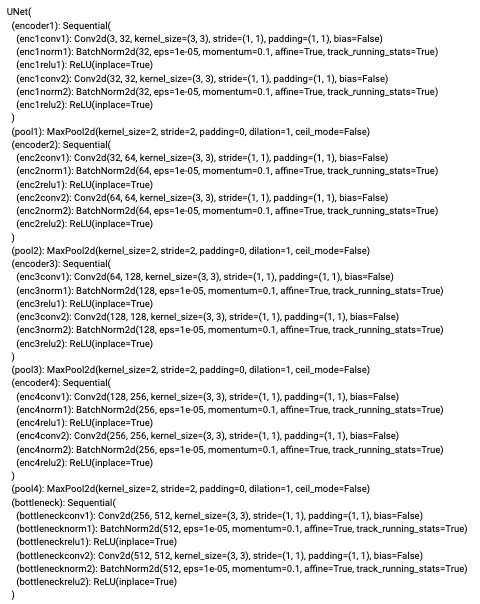 UNet(
(encoder1): Sequential(
(enc1conv1): Conv2d(3, 32, kernel_size=(3, 3), stride=(1, 1), padding=(1, 1), bias=False)
(enc1norm1): BatchNorm2d(32, eps=1e-05, momentum=0.1, affine=True, track_running_stats=True)
(enc1relu1): ReLU(inplace=True)
(enc1conv2): Conv2d(32, 32, kernel_size=(3, 3), stride=(1, 1), padding=(1, 1), bias=False)
(enc1norm2): BatchNorm2d(32, eps=1e-05, momentum=0.1, affine=True, track_running_stats=True)
(enc1relu2): ReLU(inplace=True)
)
(pool1): MaxPool2d(kernel_size=2, stride=2, padding=0, dilation=1, ceil_mode=False)
(encoder2): Sequential(
(enc2conv1): Conv2d(32, 64, kernel_size=(3, 3), stride=(1, 1), padding=(1, 1), bias=False)
(enc2norm1): BatchNorm2d(64, eps=1e-05, momentum=0.1, affine=True, track_running_stats=True)
(enc2relu1): ReLU(inplace=True)
(enc2conv2): Conv2d(64, 64, kernel_size=(3, 3), stride=(1, 1), padding=(1, 1), bias=False)
(enc2norm2): BatchNorm2d(64, eps=1e-05, momentum=0.1, affine=True, track_running_stats=True)
(enc2relu2): ReLU(inplace=True)
)
(pool2): MaxPool2d(kernel_size=2, stride=2, padding=0, dilation=1, ceil_mode=False)
(encoder3): Sequential(
(enc3conv1): Conv2d(64, 128, kernel_size=(3, 3), stride=(1, 1), padding=(1, 1), bias=False)
(enc3norm1): BatchNorm2d(128, eps=1e-05, momentum=0.1, affine=True, track_running_stats=True)
(enc3relu1): ReLU(inplace=True)
(enc3conv2): Conv2d(128, 128, kernel_size=(3, 3), stride=(1, 1), padding=(1, 1), bias=False)
(enc3norm2): BatchNorm2d(128, eps=1e-05, momentum=0.1, affine=True, track_running_stats=True)
(enc3relu2): ReLU(inplace=True)
)
(pool3): MaxPool2d(kernel_size=2, stride=2, padding=0, dilation=1, ceil_mode=False)
(encoder4): Sequential(
(enc4conv1): Conv2d(128, 256, kernel_size=(3, 3), stride=(1, 1), padding=(1, 1), bias=False)
(enc4norm1): BatchNorm2d(256, eps=1e-05, momentum=0.1, affine=True, track_running_stats=True)
(enc4relu1): ReLU(inplace=True)
(enc4conv2): Conv2d(256, 256, kernel_size=(3, 3), stride=(1, 1), padding=(1, 1), bias=False)
(enc4norm2): BatchNorm2d(256, eps=1e-05, momentum=0.1, affine=True, track_running_stats=True)
(enc4relu2): ReLU(inplace=True)
)
(pool4): MaxPool2d(kernel_size=2, stride=2, padding=0, dilation=1, ceil_mode=False)
(bottleneck): Sequential(
(bottleneckconv1): Conv2d(256, 512, kernel_size=(3, 3), stride=(1, 1), padding=(1, 1), bias=False)
(bottlenecknorm1): BatchNorm2d(512, eps=1e-05, momentum=0.1, affine=True, track_running_stats=True)
(bottleneckrelu1): ReLU(inplace=True)
(bottleneckconv2): Conv2d(512, 512, kernel_size=(3, 3), stride=(1, 1), padding=(1, 1), bias=False)
(bottlenecknorm2): BatchNorm2d(512, eps=1e-05, momentum=0.1, affine=True, track_running_stats=True)
(bottleneckrelu2): ReLU(inplace=True)
)